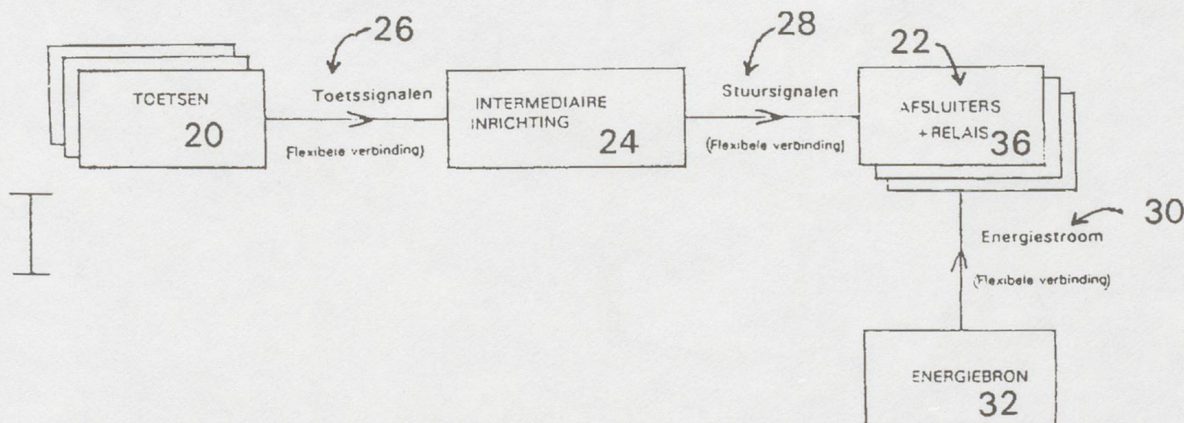 26
28
22
TOETSEN
20
Toetssignalen
(Flexibele verbinding)
INTERMEDIAIRE
INRICHTING
24
Stuursignalen
(Flexibele verbinding)
AFSLUITERS
+ RELAIS
36
30
Energiestroom
(Flexibele verbinding)
I
ENERGIEBRON
32